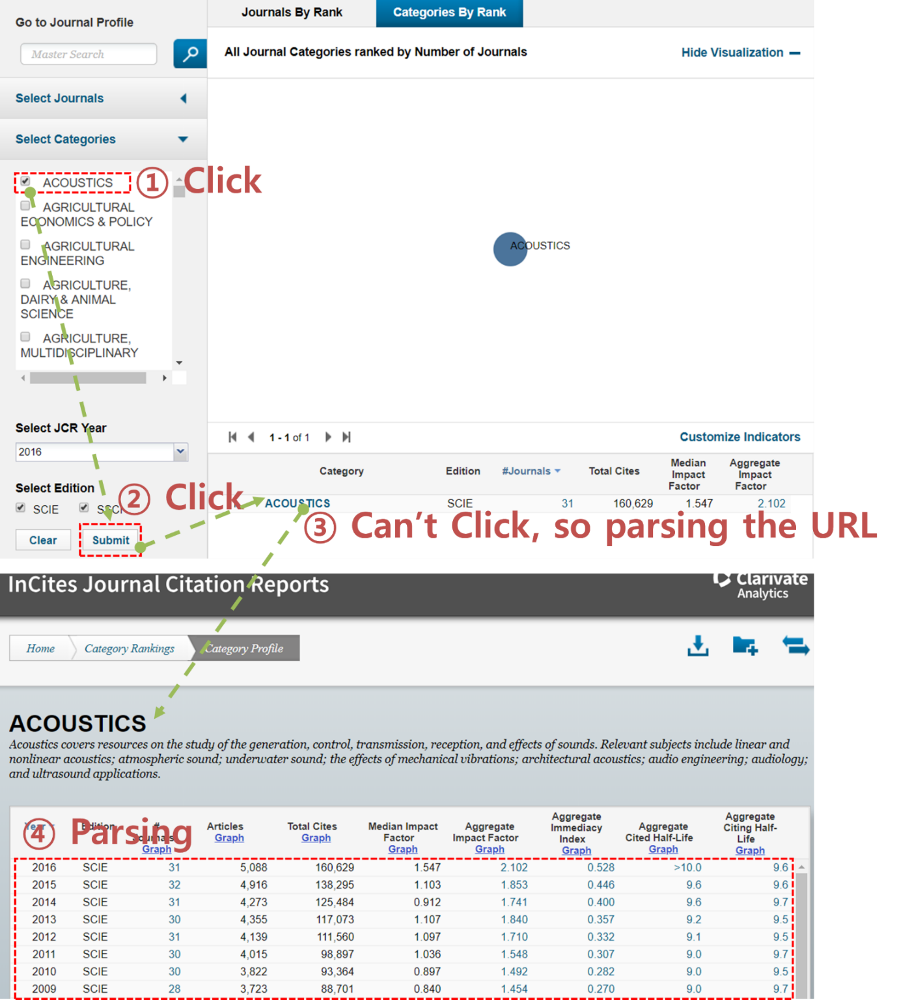 Go to Journal Profile
Master Search
Journals By Rank
Categories By Rank
All Journal Categories ranked by Number of Journals
Hide Visualization
Select Journals
Select Categories
ACOUSTICS
① Click
AGRICULTURAL
ECONOMICS & POLICY
AGRICULTURAL
ENGINEERING
AGRICULTURE,
DAIRY & ANIMAL
SCIENCE
AGRICULTURE,
MULTIDISCIPLINARY
ACOUSTICS
Select JCR Year
2016
Select Edition
SCIE SSCI
② Click
Clear Submit
1 - 1 of 1
Customize Indicators
Category Edition #Journals Total Cites Median Impact Factor Aggregate Impact Factor
ACOUSTICS SCIE 31 160,629 1.547 2.102
③ Can't Click, so parsing the URL
InCites Journal Citation Reports
Clarivate
Analytics
Home Category Rankings Category Profile
ACOUSTICS
Acoustics covers resources on the study of the generation, control, transmission, reception, and effects of sounds. Relevant subjects include linear and
nonlinear acoustics; atmospheric sound; underwater sound; the effects of mechanical vibrations; architectural acoustics; audio engineering; audiology;
and ultrasound applications.
④ Parsing
Year Edition # Journals Graph Articles Graph Total Cites Graph Median Impact Factor Graph Aggregate Impact Factor Graph Aggregate Immediacy Index Graph Aggregate Cited Half-Life Graph Aggregate Citing Half-Life Graph
2016 SCIE 31 5,088 160,629 1.547 2.102 0.528 >10.0 9.6
2015 SCIE 32 4,916 138,295 1.103 1.853 0.446 9.6 9.6
2014 SCIE 31 4,273 125,484 0.912 1.741 0.400 9.6 9.7
2013 SCIE 30 4,355 117,073 1.107 1.840 0.357 9.2 9.5
2012 SCIE 31 4,139 111,560 1.097 1.710 0.332 9.1 9.5
2011 SCIE 30 4,015 98,897 1.036 1.548 0.307 9.0 9.7
2010 SCIE 30 3,822 93,364 0.897 1.492 0.282 9.0 9.5
2009 SCIE 28 3,723 88,701 0.840 1.454 0.270 9.0 9.7